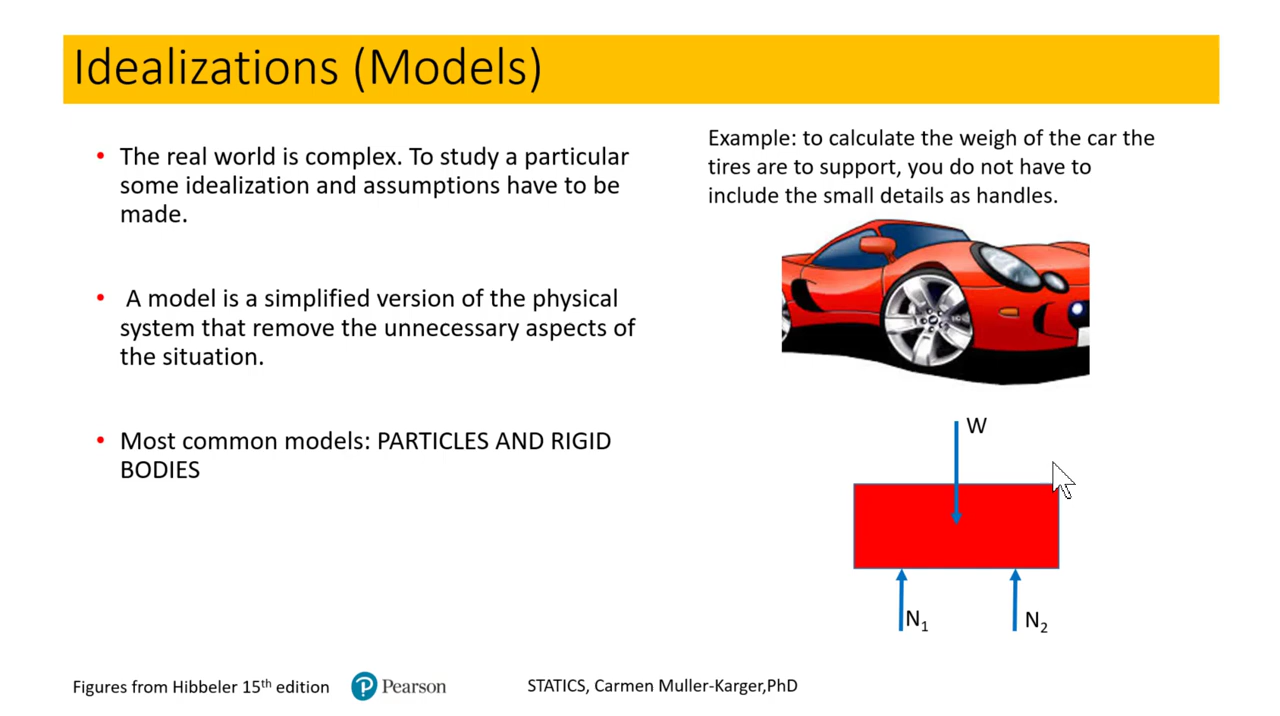 Idealizations (Models)
The real world is complex. To study a particular
some idealization and assumptions have to be
made.
A model is a simplified version of the physical
system that remove the unnecessary aspects of
the situation.
Most common models: PARTICLES AND RIGID
BODIES
Example: to calculate the weigh of the car the
tires are to support, you do not have to
include the small details as handles.
W
N1
N2
Figures from Hibbeler 15th edition
Pearson
STATICS, Carmen Muller-Karger,PhD